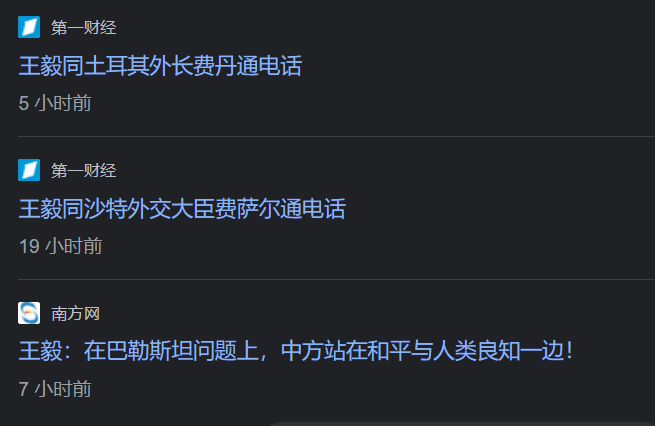 第一财经
王毅同土耳其外长费丹通电话
5 小时前
第一财经
王毅同沙特外交大臣费萨尔通电话
19 小时前
南方网
王毅：在巴勒斯坦问题上，中方站在和平与人类良知一边！
7 小时前